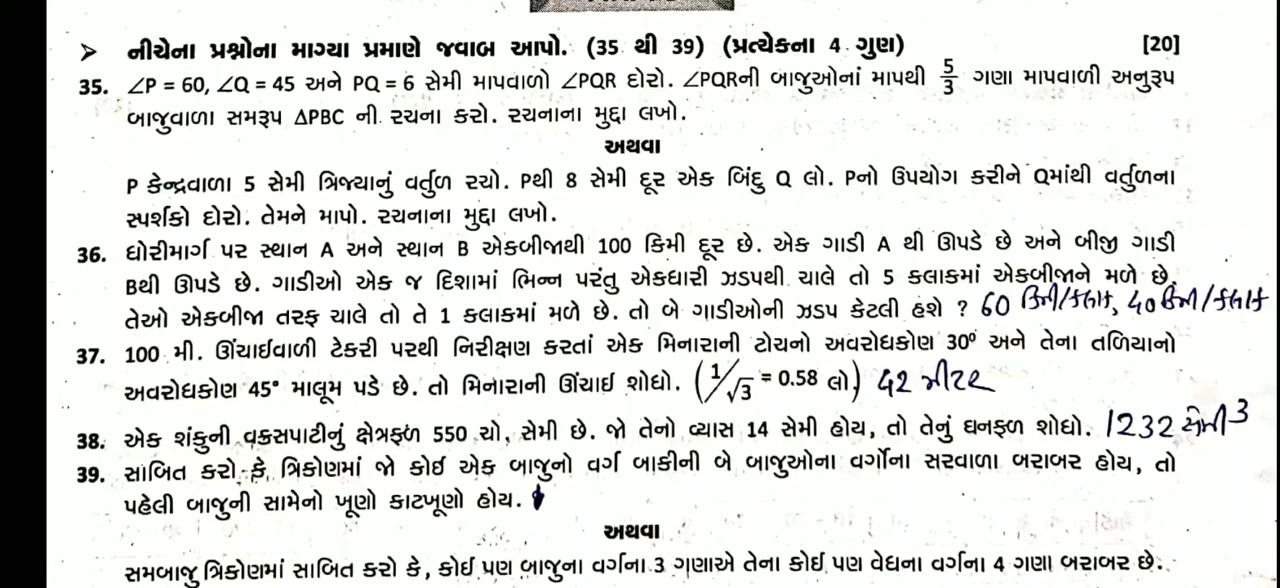 ➤ નીચેના પ્રશ્નોના માગ્યા પ્રમાણે જવાબ આપો. (35 થી 39) (પ્રત્યેકના 4 ગુણ) [20]
35. ∠P = 60, ∠Q = 45 અને PQ = 6 સેમી માપવાળો ∠PQR દોરો. ∠PQRની બાજુઓનાં માપથી 5/3 ગણા માપવાળી અનુરૂપ
બાજુવાળા સમરૂપ ΔPBC ની રચના કરો. રચનાના મુદ્દા લખો.
અથવા
P કેન્દ્રવાળા 5 સેમી ત્રિજ્યાનું વર્તુળ રચો. Pથી 8 સેમી દૂર એક બિંદુ Q લો. Pનો ઉપયોગ કરીને Qમાંથી વર્તુળના
સ્પર્શકો દોરો. તેમને માપો. રચનાના મુદ્દા લખો.
36. ધોરીમાર્ગ પર સ્થાન A અને સ્થાન B એકબીજાથી 100 કિમી દૂર છે. એક ગાડી A થી ઊપડે છે અને બીજી ગાડી
Bથી ઊપડે છે. ગાડીઓ એક જ દિશામાં ભિન્ન પરંતુ એકધારી ઝડપથી ચાલે તો 5 કલાકમાં એકબીજાને મળે છે.
તેઓ એકબીજા તરફ ચાલે તો તે 1 કલાકમાં મળે છે. તો બે ગાડીઓની ઝડપ કેટલી હશે ? 60 કિમી/કલાક, 40 કિમી/કલાક
37. 100 મી. ઊંચાઈવાળી ટેકરી પરથી નિરીક્ષણ કરતાં એક મિનારાની ટોચનો અવરોધકોણ 30° અને તેના તળિયાનો
અવરોધકોણ 45° માલૂમ પડે છે. તો મિનારાની ઊંચાઈ શોધો. (1/√3 = 0.58 લો) 42 મીટર
38. એક શંકુની વક્રસપાટીનું ક્ષેત્રફળ 550 ચો, સેમી છે. જો તેનો વ્યાસ 14 સેમી હોય, તો તેનું ઘનફળ શોધો. 1232 સેમી³
39. સાબિત કરો કે, ત્રિકોણમાં જો કોઈ એક બાજુનો વર્ગ બાકીની બે બાજુઓના વર્ગોના સરવાળા બરાબર હોય, તો
પહેલી બાજુની સામેનો ખૂણો કાટખૂણો હોય.
અથવા
સમબાજુ ત્રિકોણમાં સાબિત કરો કે, કોઈ પણ બાજુના વર્ગના 3 ગણાએ તેના કોઈ પણ વેધના વર્ગના 4 ગણા બરાબર છે.